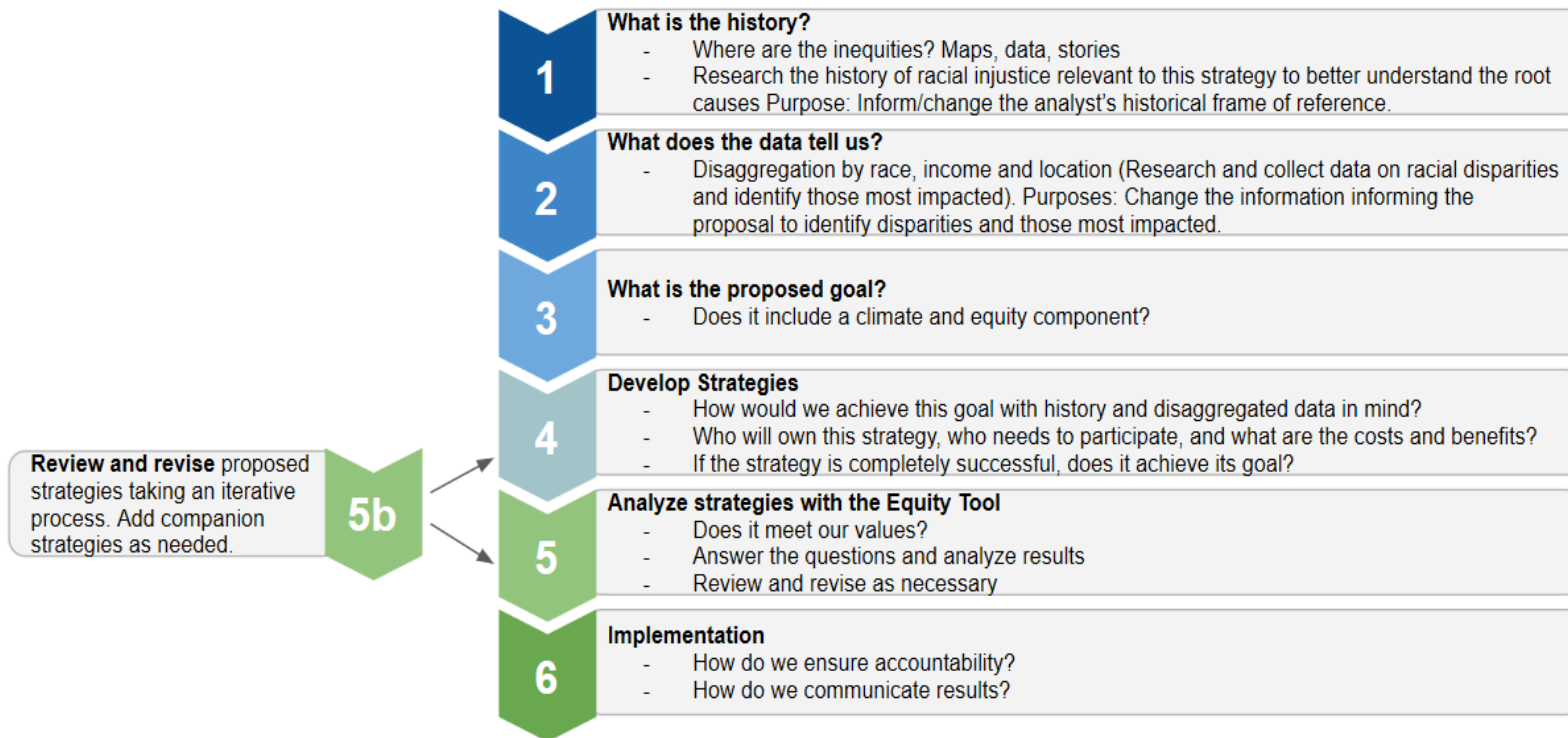 1
What is the history?
- Where are the inequities? Maps, data, stories
- Research the history of racial injustice relevant to this strategy to better understand the root
causes Purpose: Inform/change the analyst's historical frame of reference.
2
What does the data tell us?
- Disaggregation by race, income and location (Research and collect data on racial disparities
and identify those most impacted). Purposes: Change the information informing the
proposal to identify disparities and those most impacted.
3
What is the proposed goal?
- Does it include a climate and equity component?
4
Develop Strategies
- How would we achieve this goal with history and disaggregated data in mind?
- Who will own this strategy, who needs to participate, and what are the costs and benefits?
- If the strategy is completely successful, does it achieve its goal?
Review and revise proposed
strategies taking an iterative
process. Add companion
strategies as needed.
5b
5
Analyze strategies with the Equity Tool
- Does it meet our values?
- Answer the questions and analyze results
- Review and revise as necessary
6
Implementation
- How do we ensure accountability?
- How do we communicate results?